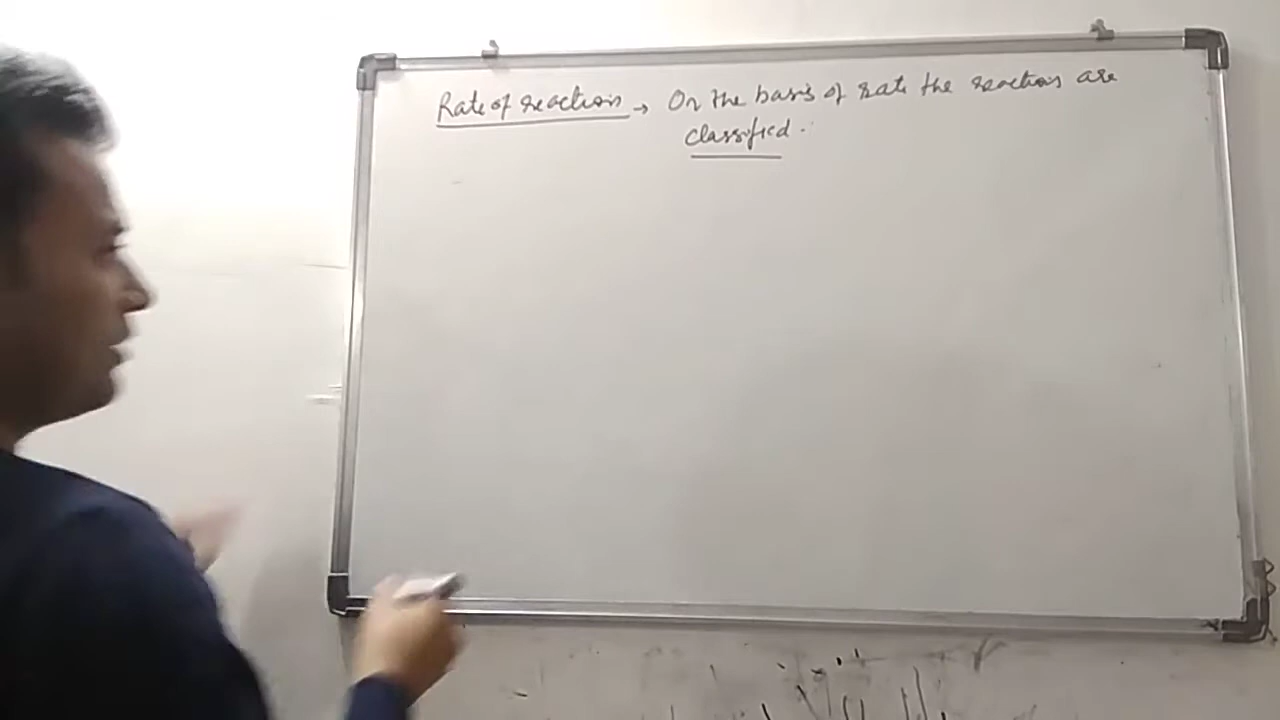 Rate of reaction → On the basis of rate the reactions are
classified.